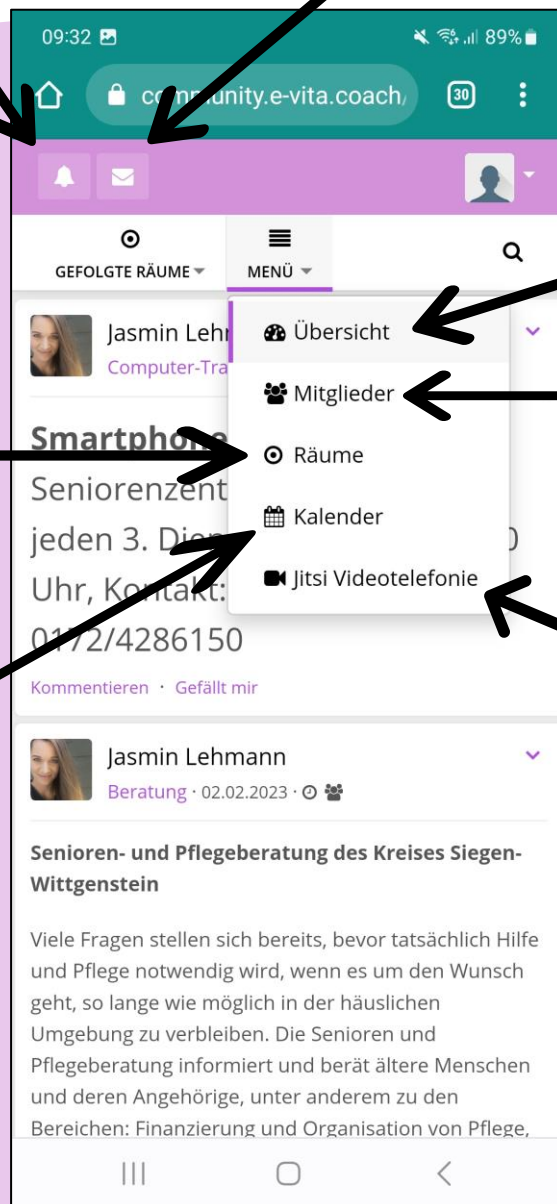 09:32 89%
community.e-vita.coach/ 30
GEFOLGTE RÄUME MENÜ
Jasmin Lehr
Computer-Tra
Übersicht
Mitglieder
Räume
Kalender
Jitsi Videotelefonie
Smartphone
Seniorenzent
jeden 3. Dien 0
Uhr, Kontakt:
0172/4286150
Kommentieren · Gefällt mir
Jasmin Lehmann
Beratung · 02.02.2023 ·
Senioren- und Pflegeberatung des Kreises Siegen-
Wittgenstein
Viele Fragen stellen sich bereits, bevor tatsächlich Hilfe
und Pflege notwendig wird, wenn es um den Wunsch
geht, so lange wie möglich in der häuslichen
Umgebung zu verbleiben. Die Senioren und
Pflegeberatung informiert und berät ältere Menschen
und deren Angehörige, unter anderem zu den
Bereichen: Finanzierung und Organisation von Pflege,